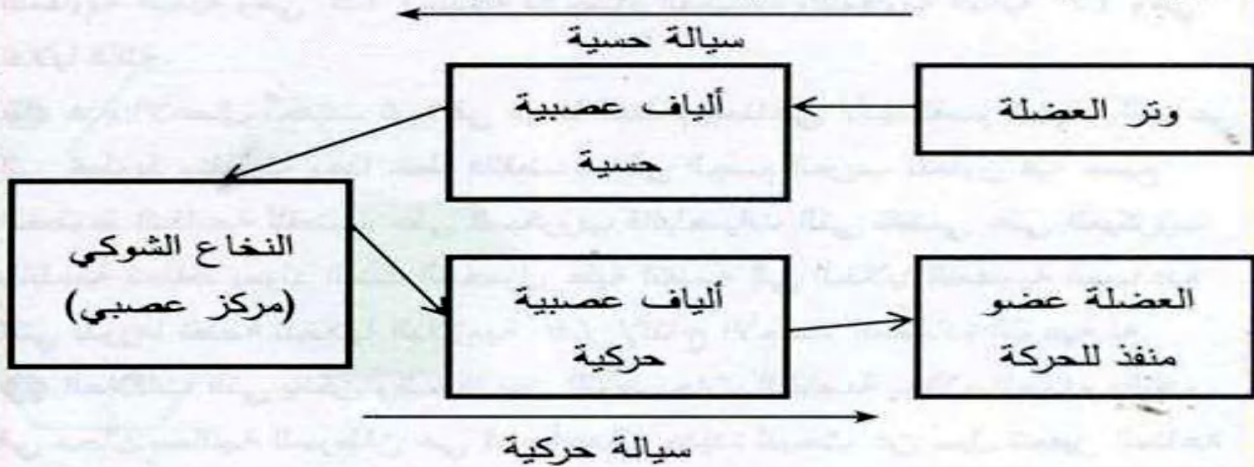 سيالة حسية
وتر العضلة
ألياف عصبية
حسية
النخاع الشوكي
(مركز عصبي)
ألياف عصبية
حركية
العضلة عضو
منفذ للحركة
سيالة حركية